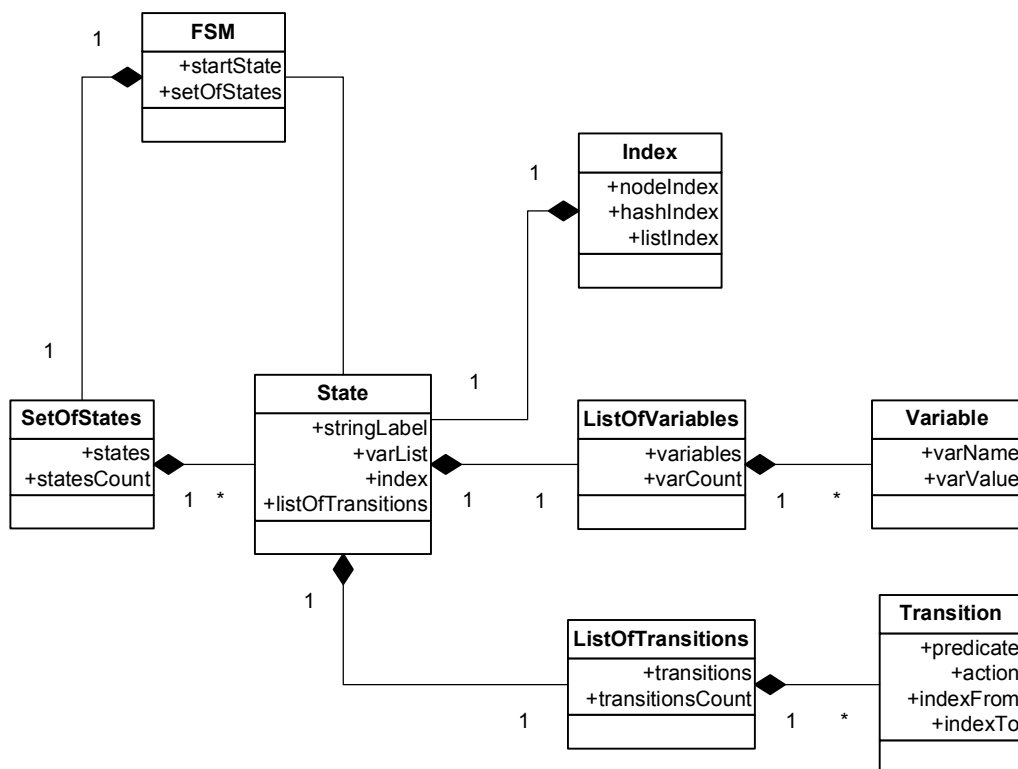 FSM
+startState
+setOfStates
1
1
Index
+nodeIndex
+hashIndex
+listIndex
1
1
SetOfStates
+states
+statesCount
1 *
State
+stringLabel
+varList
+index
+listOfTransitions
1 1
ListOfVariables
+variables
+varCount
1 *
Variable
+varName
+varValue
1
1
ListOfTransitions
+transitions
+transitionsCount
1 *
Transition
+predicate
+action
+indexFrom
+indexTo